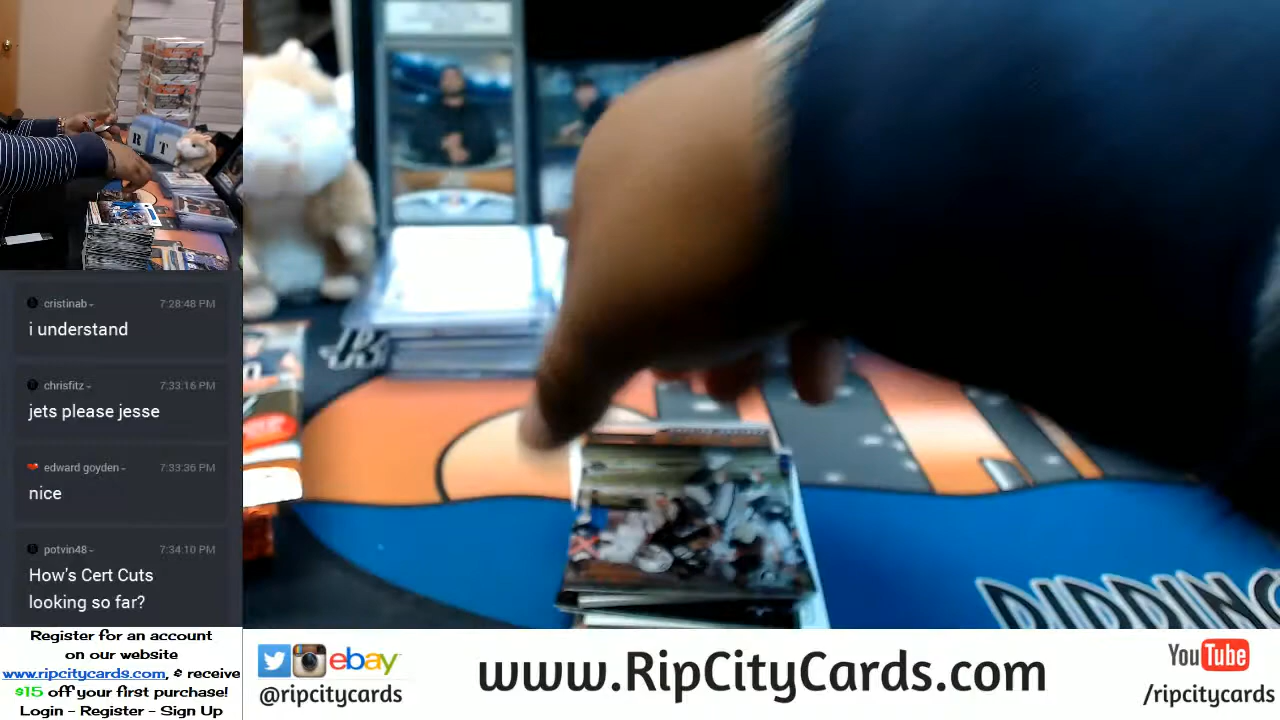 R T
cristinab- 7:28:48 PM
i understand
chrisfitz- 7:33:16 PM
jets please jesse
edward goyden- 7:33:36 PM
nice
potvin48- 7:34:10 PM
How's Cert Cuts
looking so far?
Register for an account
on our website
www.ripcitycards.com, & receive
$15 off your first purchase!
Login - Register - Sign Up
ebay
@ripcitycards
www.RipCityCards.com
YouTube
/ripcitycards